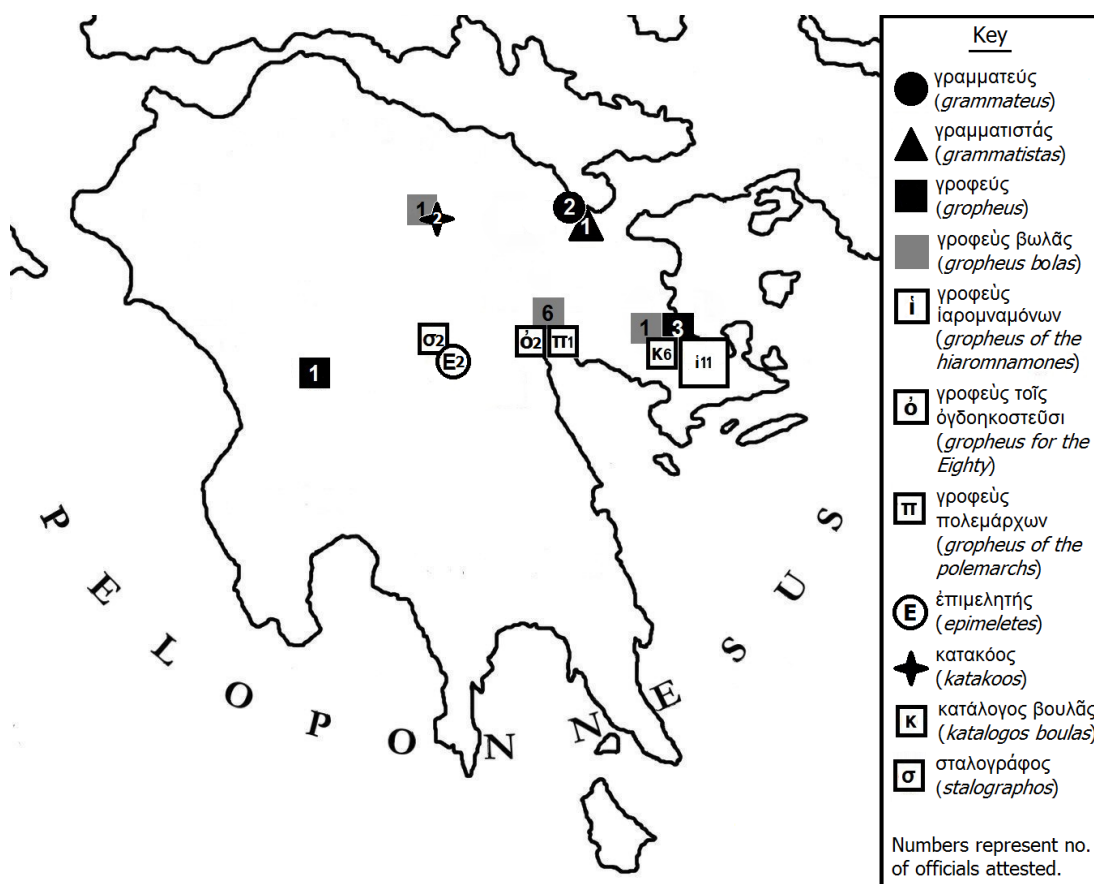 1
2
2
1
6
ὀ2
π1
σ2
E2
1
3
κ6
i11
1
P E L O P O N N E S U S
Key
γραμματεύς
(grammateus)
γραμματιστάς
(grammatistas)
γροφεύς
(gropheus)
γροφεὺς βωλᾶς
(gropheus bolas)
ἱ
γροφεὺς
ἱαρομναμόνων
(gropheus of the
hiaromnamones)
ὀ
γροφεὺς τοῖς
ὀγδοηκοστεῦσι
(gropheus for the
Eighty)
π
γροφεὺς
πολεμάρχων
(gropheus of the
polemarchs)
E
ἐπιμελητής
(epimeletes)
κατακόος
(katakoos)
κ
κατάλογος βουλᾶς
(katalogos boulas)
σ
σταλογράφος
(stalographos)
Numbers represent no.
of officials attested.